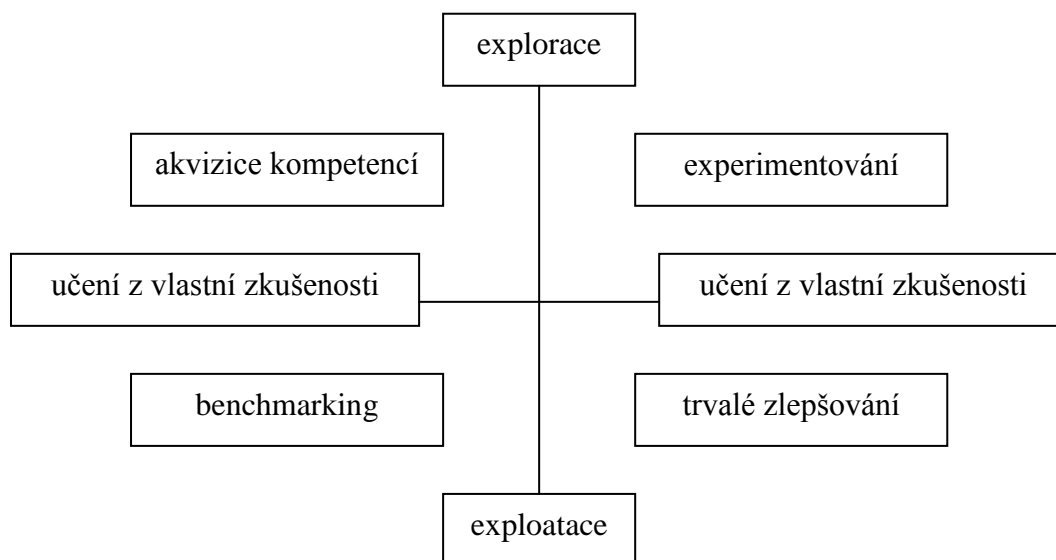 explorace
akvizice kompetencí
experimentování
učení z vlastní zkušenosti
učení z vlastní zkušenosti
benchmarking
trvalé zlepšování
exploatace